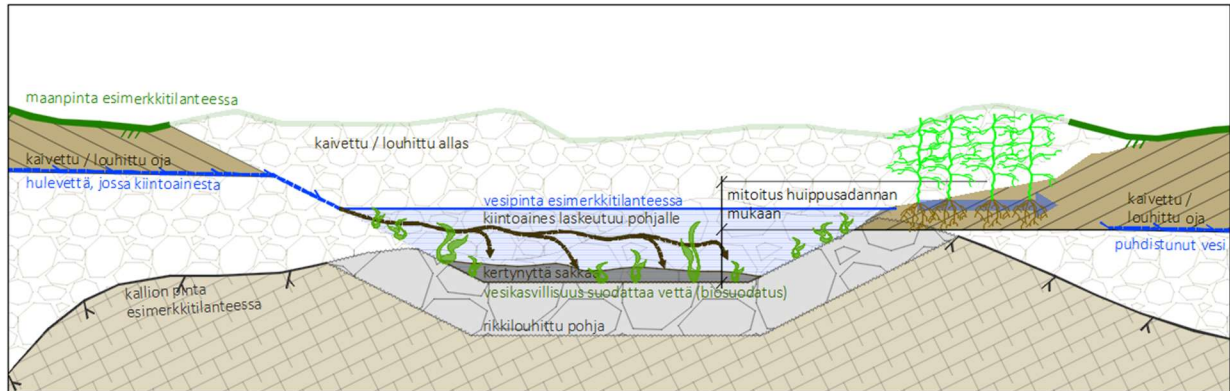 maanpinta esimerkkitilanteessa
kaivettu / louhittu allas
kaivettu / louhittu oja
hulevettä, jossa kiintoainesta
vesipinta esimerkkitilanteessa
kiintoaines laskeutuu pohjalle
mitoitus huippusadannan
mukaan
kaivettu /
louhittu oja
puhdistunut vesi
kertynyttä sakkaa
vesikasvillisuus suodattaa vettä (biosuodatus)
kallion pinta
esimerkkitilanteessa
rikkilouhittu pohja